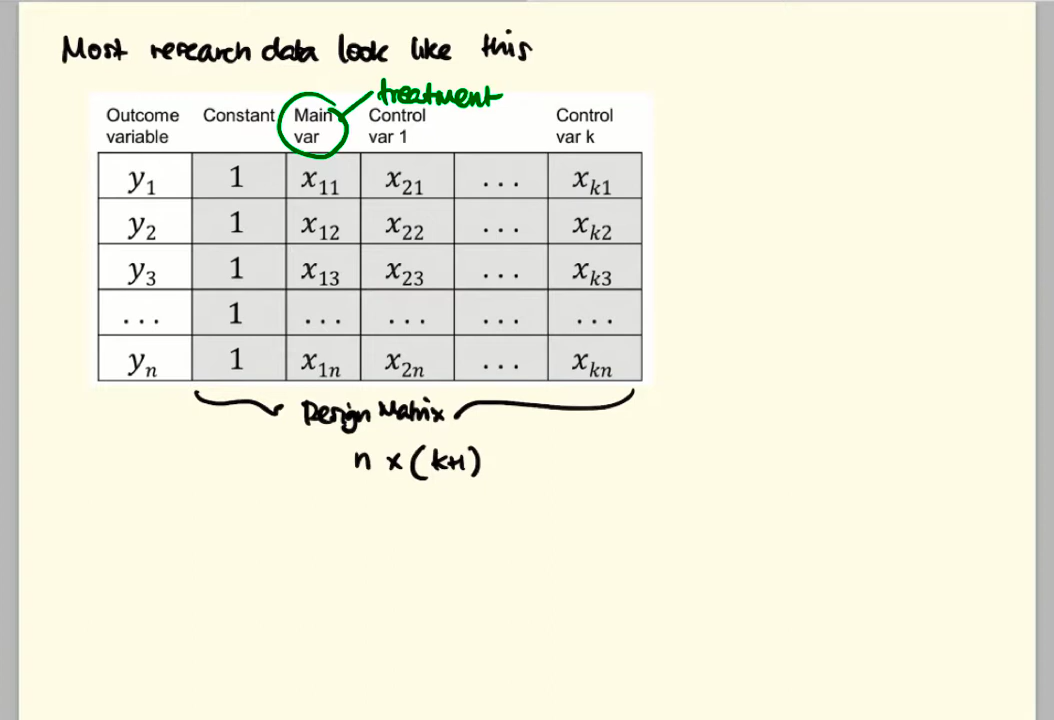 Most research data look like this
treatment
Outcome variable Constant Main var Control var 1 Control var k
y₁ 1 x₁₁ x₂₁ ... xₖ₁
y₂ 1 x₁₂ x₂₂ ... xₖ₂
y₃ 1 x₁₃ x₂₃ ... xₖ₃
... 1 ... ... ... ...
yₙ 1 x₁ₙ x₂ₙ ... xₖₙ
Design Matrix
n x (k+1)